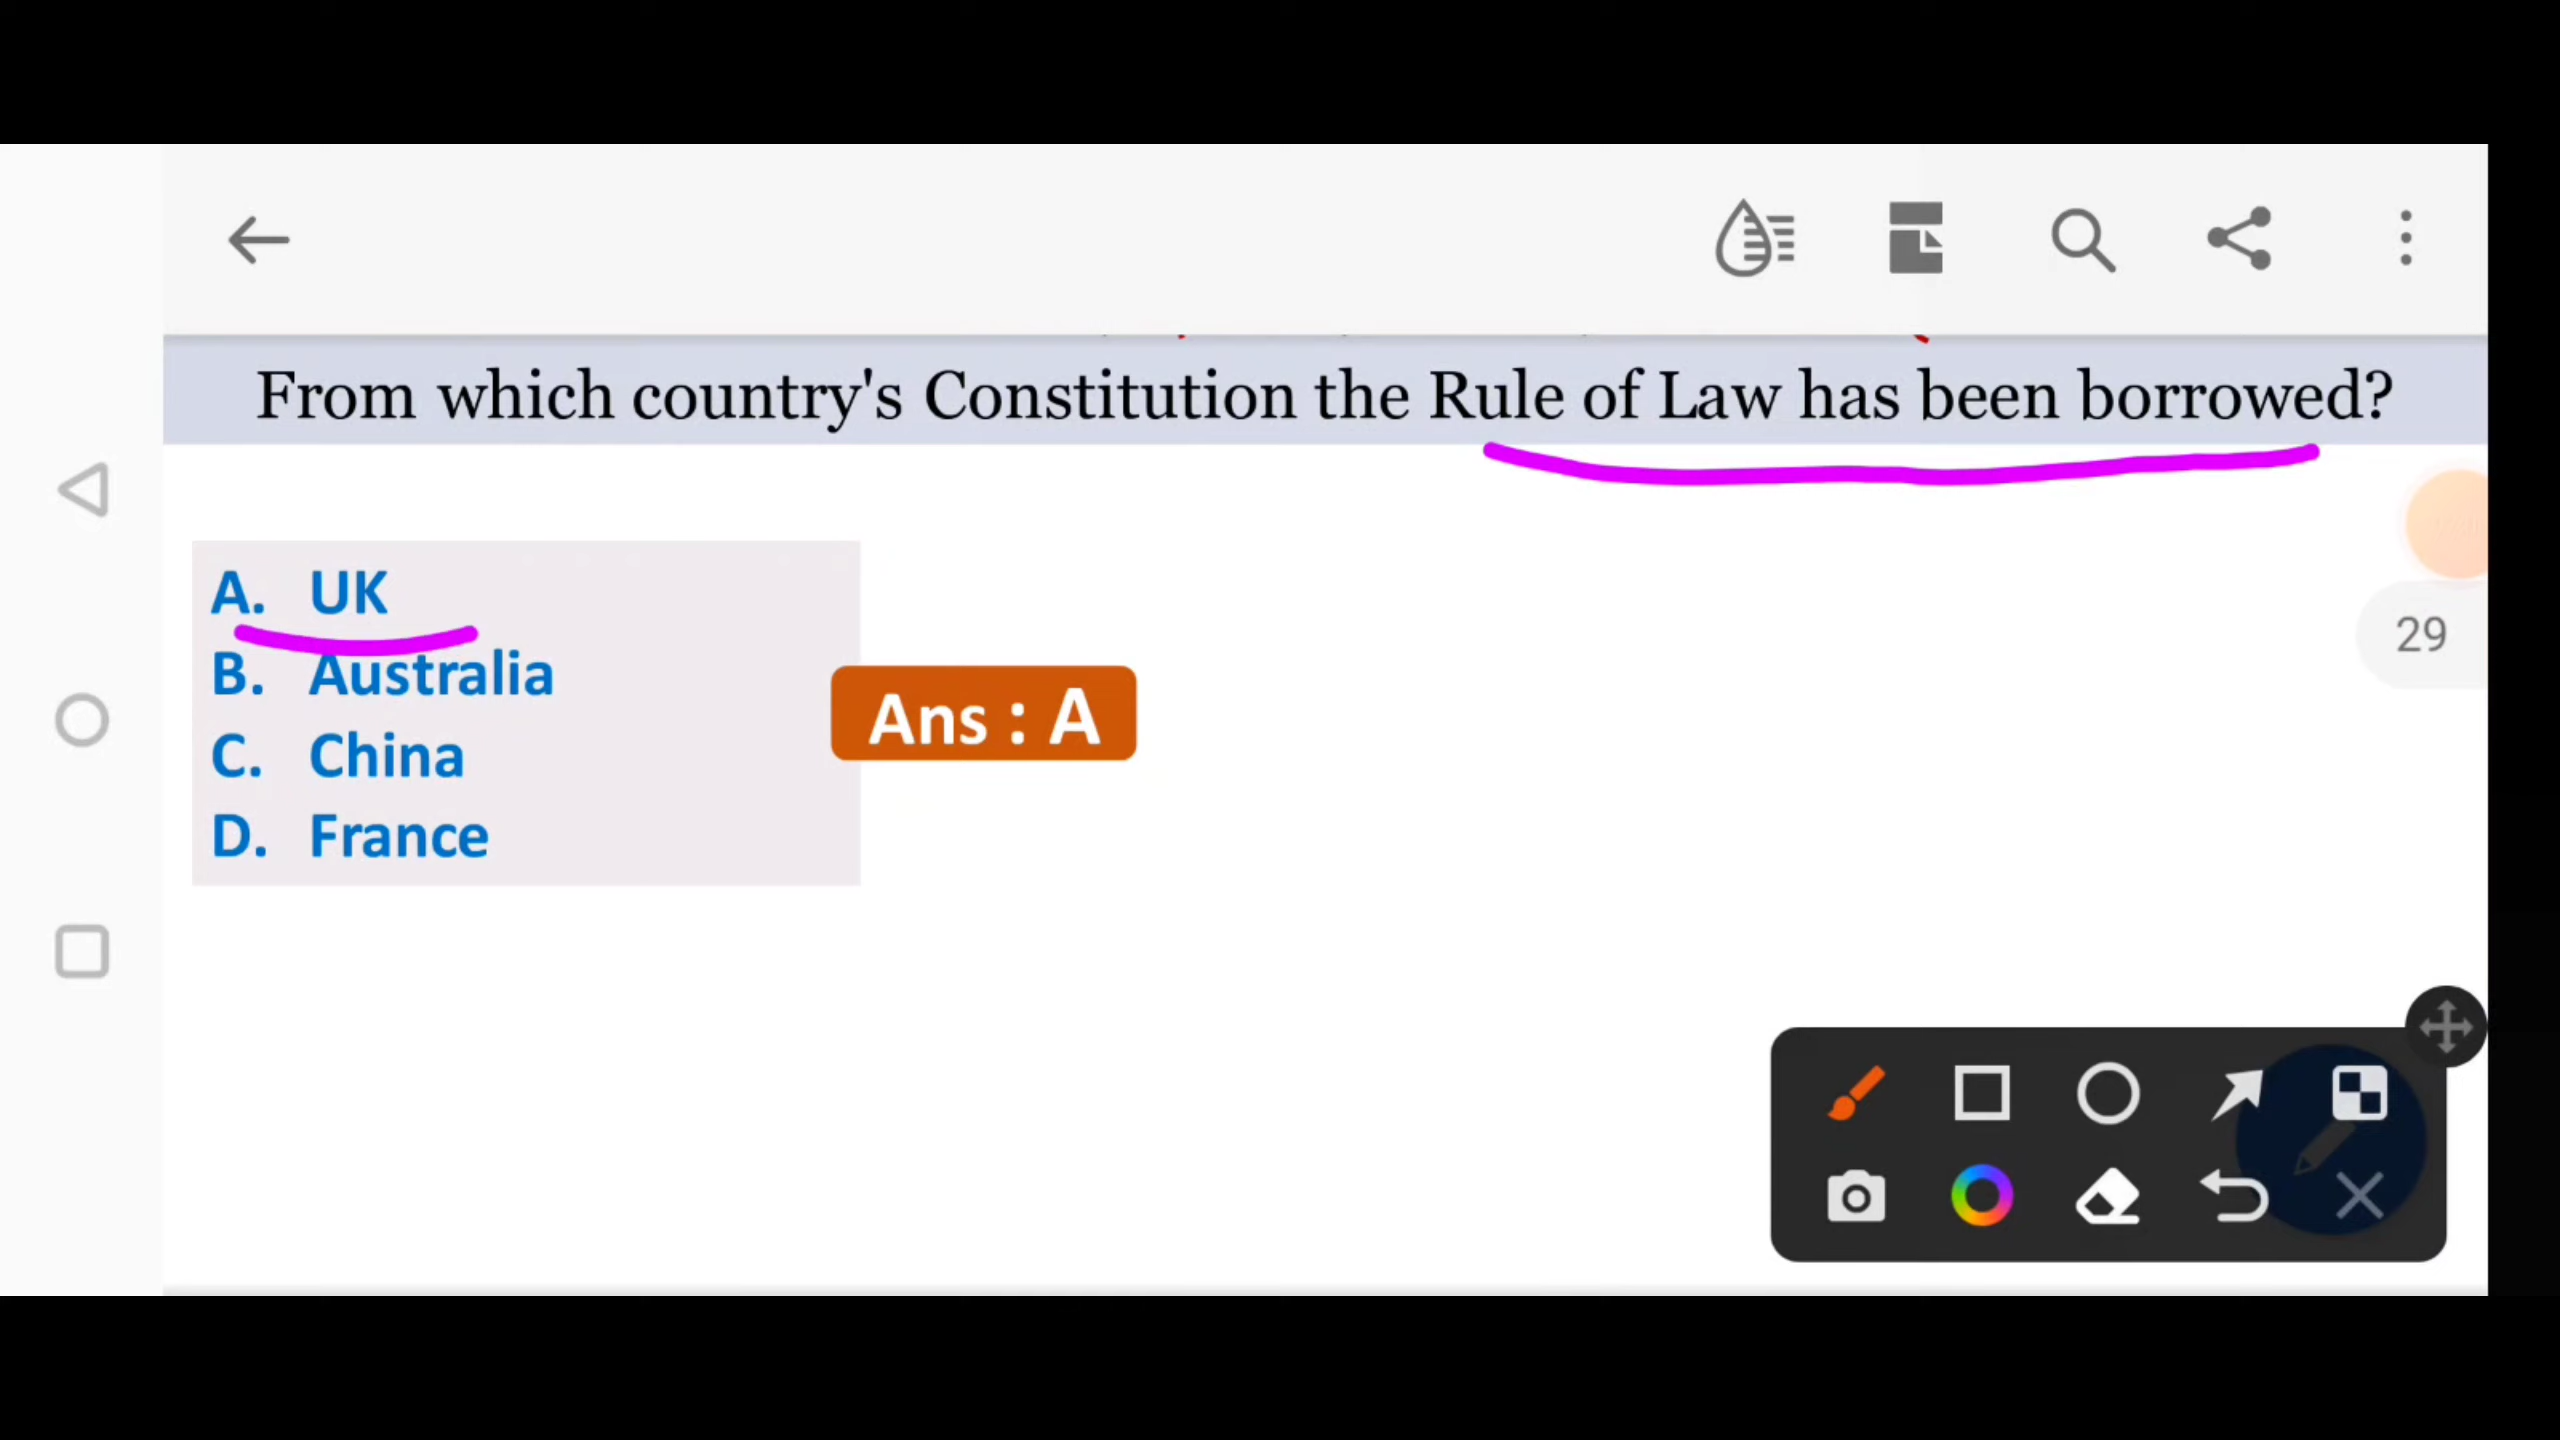 From which country's Constitution the Rule of Law has been borrowed?
A. UK
B. Australia
C. China
D. France
Ans : A
29